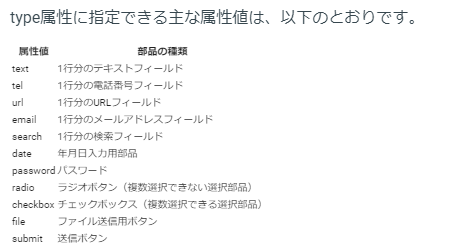 type属性に指定できる主な属性値は、以下のとおりです。
属性値 部品の種類
text 1行分のテキストフィールド
tel 1行分の電話番号フィールド
url 1行分のURLフィールド
email 1行分のメールアドレスフィールド
search 1行分の検索フィールド
date 年月日入力用部品
password パスワード
radio ラジオボタン（複数選択できない選択部品）
checkbox チェックボックス（複数選択できる選択部品）
file ファイル送信用ボタン
submit 送信ボタン